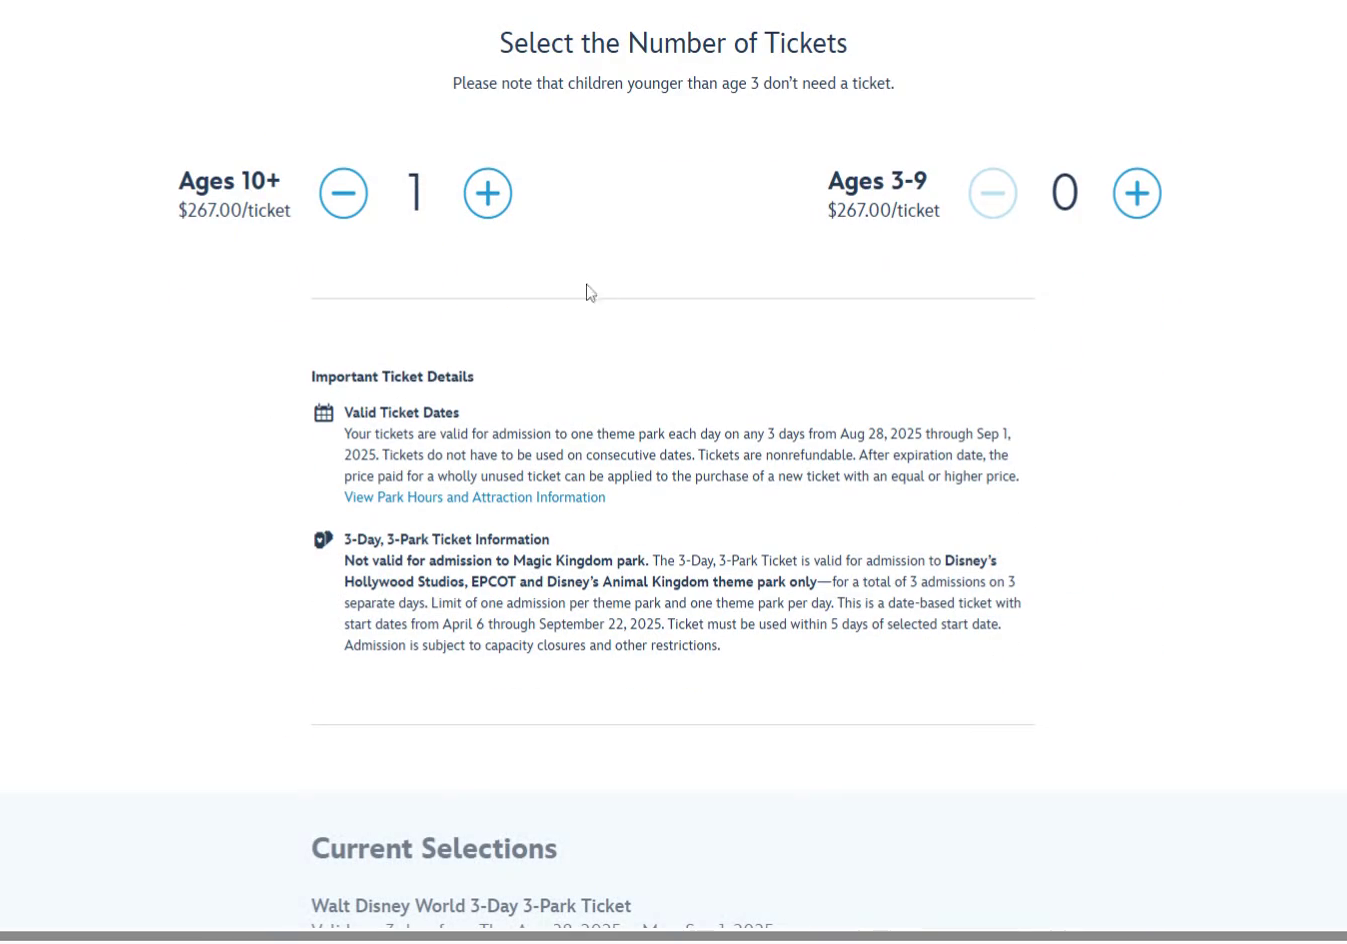 Select the Number of Tickets
Please note that children younger than age 3 don't need a ticket.
Ages 10+
$267.00/ticket
1
Ages 3-9
$267.00/ticket
0
Important Ticket Details
Valid Ticket Dates
Your tickets are valid for admission to one theme park each day on any 3 days from Aug 28, 2025 through Sep 1,
2025. Tickets do not have to be used on consecutive dates. Tickets are nonrefundable. After expiration date, the
price paid for a wholly unused ticket can be applied to the purchase of a new ticket with an equal or higher price.
View Park Hours and Attraction Information
3-Day, 3-Park Ticket Information
Not valid for admission to Magic Kingdom park. The 3-Day, 3-Park Ticket is valid for admission to Disney's
Hollywood Studios, EPCOT and Disney's Animal Kingdom theme park only—for a total of 3 admissions on 3
separate days. Limit of one admission per theme park and one theme park per day. This is a date-based ticket with
start dates from April 6 through September 22, 2025. Ticket must be used within 5 days of selected start date.
Admission is subject to capacity closures and other restrictions.
Current Selections
Walt Disney World 3-Day 3-Park Ticket